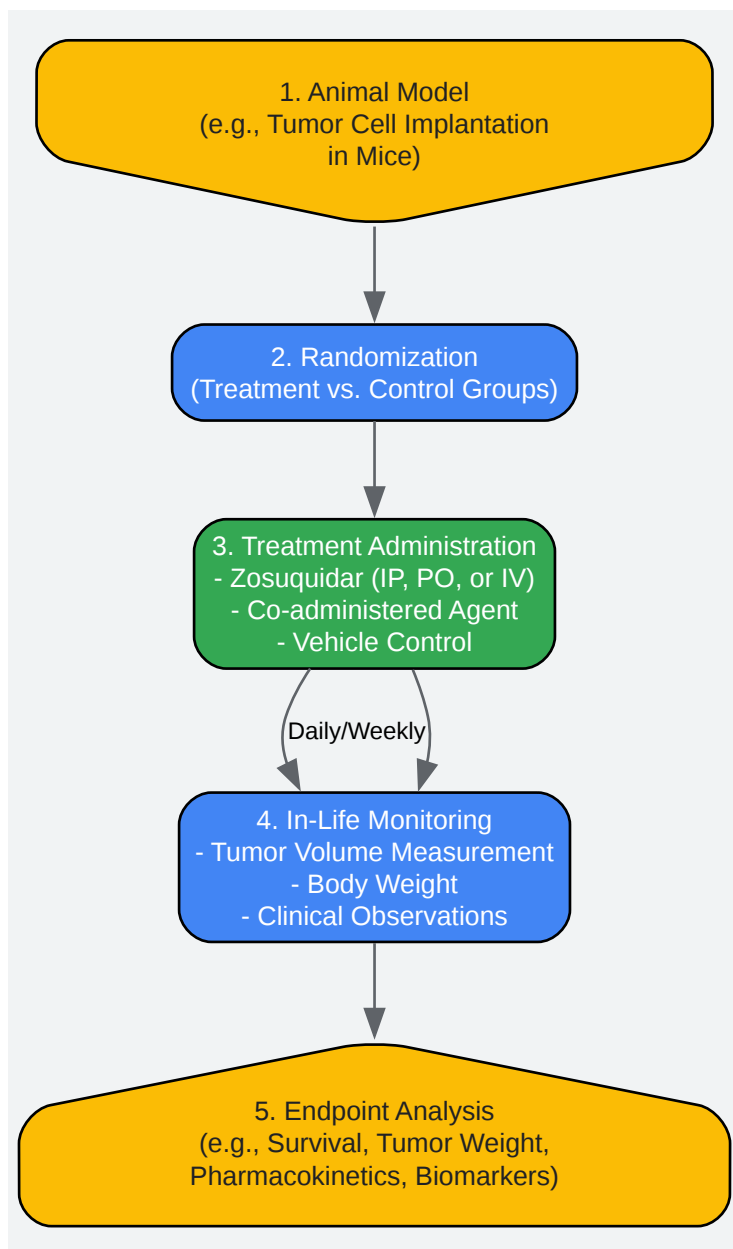 1. Animal Model
(e.g., Tumor Cell Implantation
in Mice)
2. Randomization
(Treatment vs. Control Groups)
3. Treatment Administration
- Zosuquidar (IP, PO, or IV)
- Co-administered Agent
- Vehicle Control
Daily/Weekly
4. In-Life Monitoring
- Tumor Volume Measurement
- Body Weight
- Clinical Observations
5. Endpoint Analysis
(e.g., Survival, Tumor Weight,
Pharmacokinetics, Biomarkers)